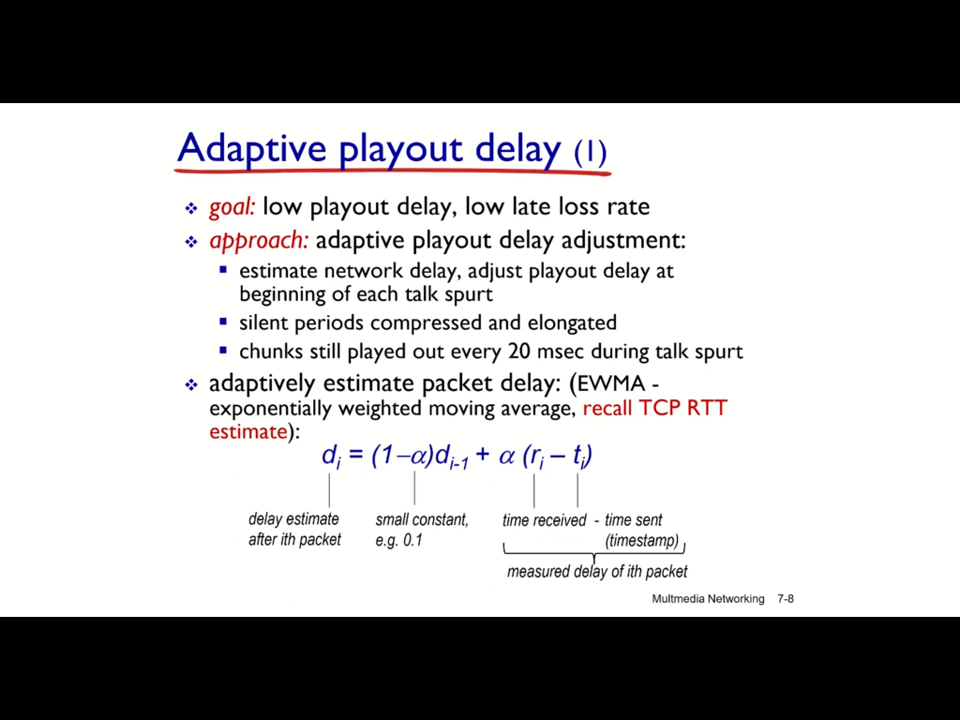 Adaptive playout delay (1)
❖ goal: low playout delay, low late loss rate
❖ approach: adaptive playout delay adjustment:
▪ estimate network delay, adjust playout delay at
beginning of each talk spurt
▪ silent periods compressed and elongated
▪ chunks still played out every 20 msec during talk spurt
❖ adaptively estimate packet delay: (EWMA -
exponentially weighted moving average, recall TCP RTT
estimate):
dᵢ = (1–α)dᵢ₋₁ + α (rᵢ – tᵢ)
delay estimate
after ith packet
small constant,
e.g. 0.1
time received - time sent
(timestamp)
measured delay of ith packet
Multmedia Networking 7-8